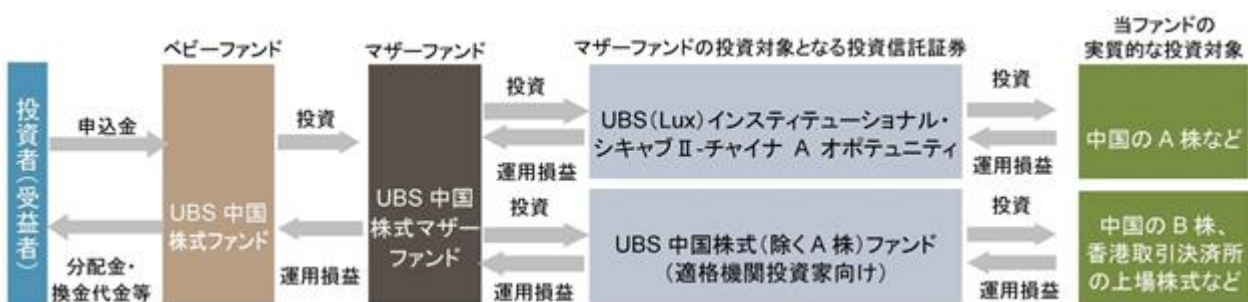 ベビーファンド
マザーファンド
マザーファンドの投資対象となる投資信託証券
当ファンドの
実質的な投資対象
投資者(受益者)
申込金
分配金・
換金代金等
UBS 中国
株式ファンド
投資
運用損益
UBS 中国
株式マザー
ファンド
投資
運用損益
UBS(Lux)インスティテューショナル・
シキャブⅡ-チャイナ A オポテュニティ
投資
運用損益
中国の A 株など
投資
運用損益
UBS 中国株式(除くA 株)ファンド
(適格機関投資家向け)
投資
運用損益
中国の B 株、
香港取引決済所
の上場株式など